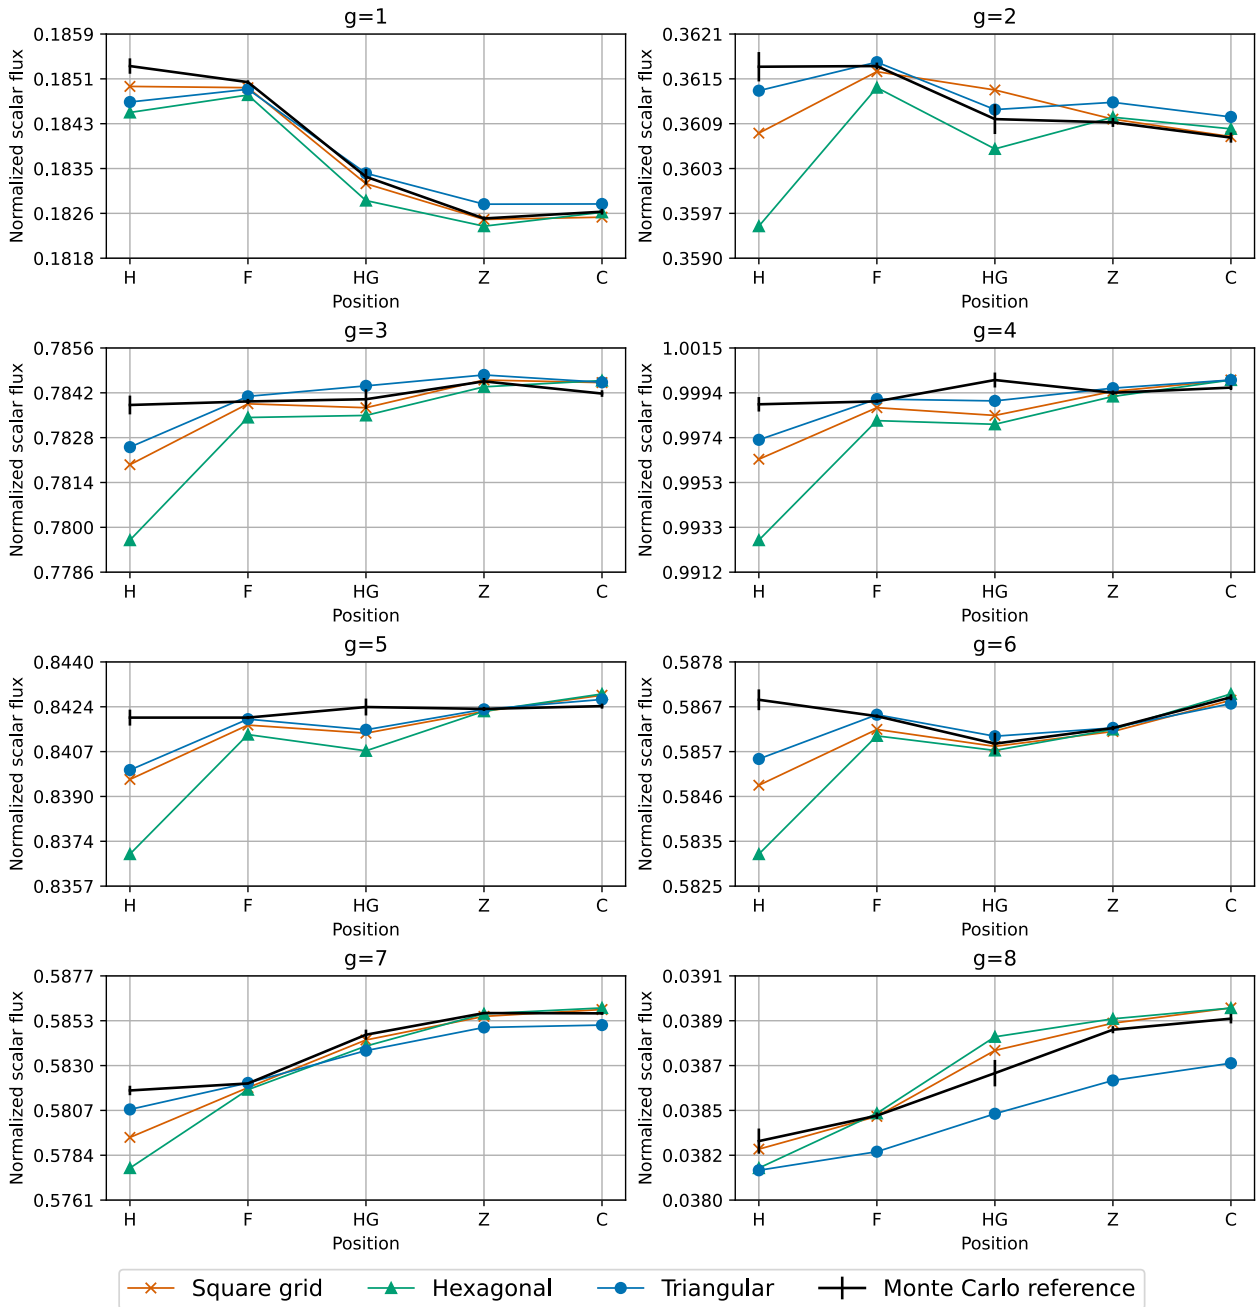 g=1
Normalized scalar flux
0.1859
0.1851
0.1843
0.1835
0.1826
0.1818
H F HG Z C
Position
g=2
Normalized scalar flux
0.3621
0.3615
0.3609
0.3603
0.3597
0.3590
H F HG Z C
Position
g=3
Normalized scalar flux
0.7856
0.7842
0.7828
0.7814
0.7800
0.7786
H F HG Z C
Position
g=4
Normalized scalar flux
1.0015
0.9994
0.9974
0.9953
0.9933
0.9912
H F HG Z C
Position
g=5
Normalized scalar flux
0.8440
0.8424
0.8407
0.8390
0.8374
0.8357
H F HG Z C
Position
g=6
Normalized scalar flux
0.5878
0.5867
0.5857
0.5846
0.5835
0.5825
H F HG Z C
Position
g=7
Normalized scalar flux
0.5877
0.5853
0.5830
0.5807
0.5784
0.5761
H F HG Z C
Position
g=8
Normalized scalar flux
0.0391
0.0389
0.0387
0.0385
0.0382
0.0380
H F HG Z C
Position
Square grid Hexagonal Triangular Monte Carlo reference